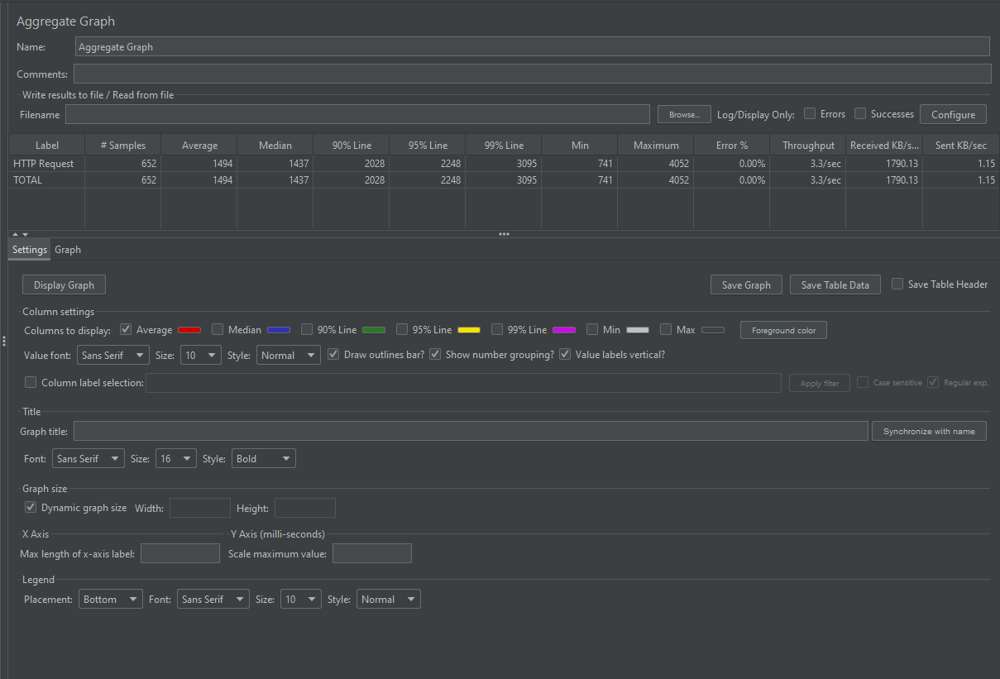 Aggregate Graph
Name: Aggregate Graph
Comments:
Write results to file / Read from file
Filename Browse... Log/Display Only: Errors Successes Configure
Label # Samples Average Median 90% Line 95% Line 99% Line Min Maximum Error % Throughput Received KB/s... Sent KB/sec
HTTP Request 652 1494 1437 2028 2248 3095 741 4052 0.00% 3.3/sec 1790.13 1.15
TOTAL 652 1494 1437 2028 2248 3095 741 4052 0.00% 3.3/sec 1790.13 1.15
Settings Graph
Display Graph Save Graph Save Table Data Save Table Header
Column settings
Columns to display: Average Median 90% Line 95% Line 99% Line Min Max Foreground color
Value font: Sans Serif Size: 10 Style: Normal Draw outlines bar? Show number grouping? Value labels vertical?
Column label selection: Apply filter Case sensitive Regular exp.
Title
Graph title: Synchronize with name
Font: Sans Serif Size: 16 Style: Bold
Graph size
Dynamic graph size Width: Height:
X Axis Y Axis (milli-seconds)
Max length of x-axis label: Scale maximum value:
Legend
Placement: Bottom Font: Sans Serif Size: 10 Style: Normal